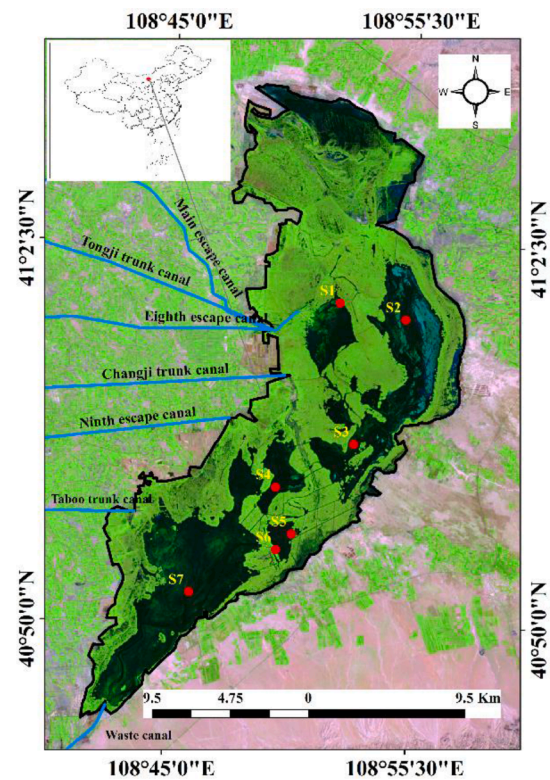 108°45'0"E 108°55'30"E
N
W E
S
41°2'30"N 41°2'30"N
Main escape canal
Tongji trunk canal
S1
S2
Eighth escape canal
Changji trunk canal
Ninth escape canal
S3
S4
Taboo trunk canal
S5
S6
S7
40°50'0"N 40°50'0"N
9.5 4.75 0 9.5 Km
Waste canal
108°45'0"E 108°55'30"E